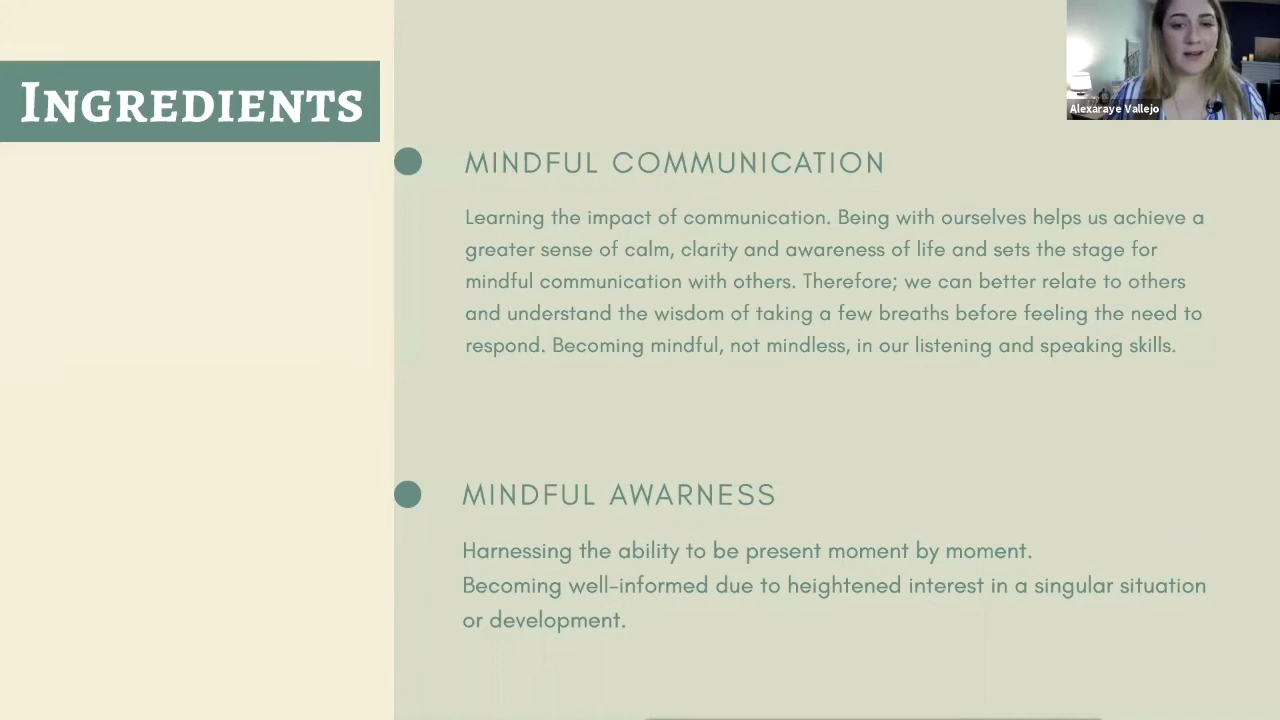 Ingredients
Alexaraye Vallejo
MINDFUL COMMUNICATION
Learning the impact of communication. Being with ourselves helps us achieve a
greater sense of calm, clarity and awareness of life and sets the stage for
mindful communication with others. Therefore; we can better relate to others
and understand the wisdom of taking a few breaths before feeling the need to
respond. Becoming mindful, not mindless, in our listening and speaking skills.
MINDFUL AWARNESS
Harnessing the ability to be present moment by moment.
Becoming well-informed due to heightened interest in a singular situation
or development.